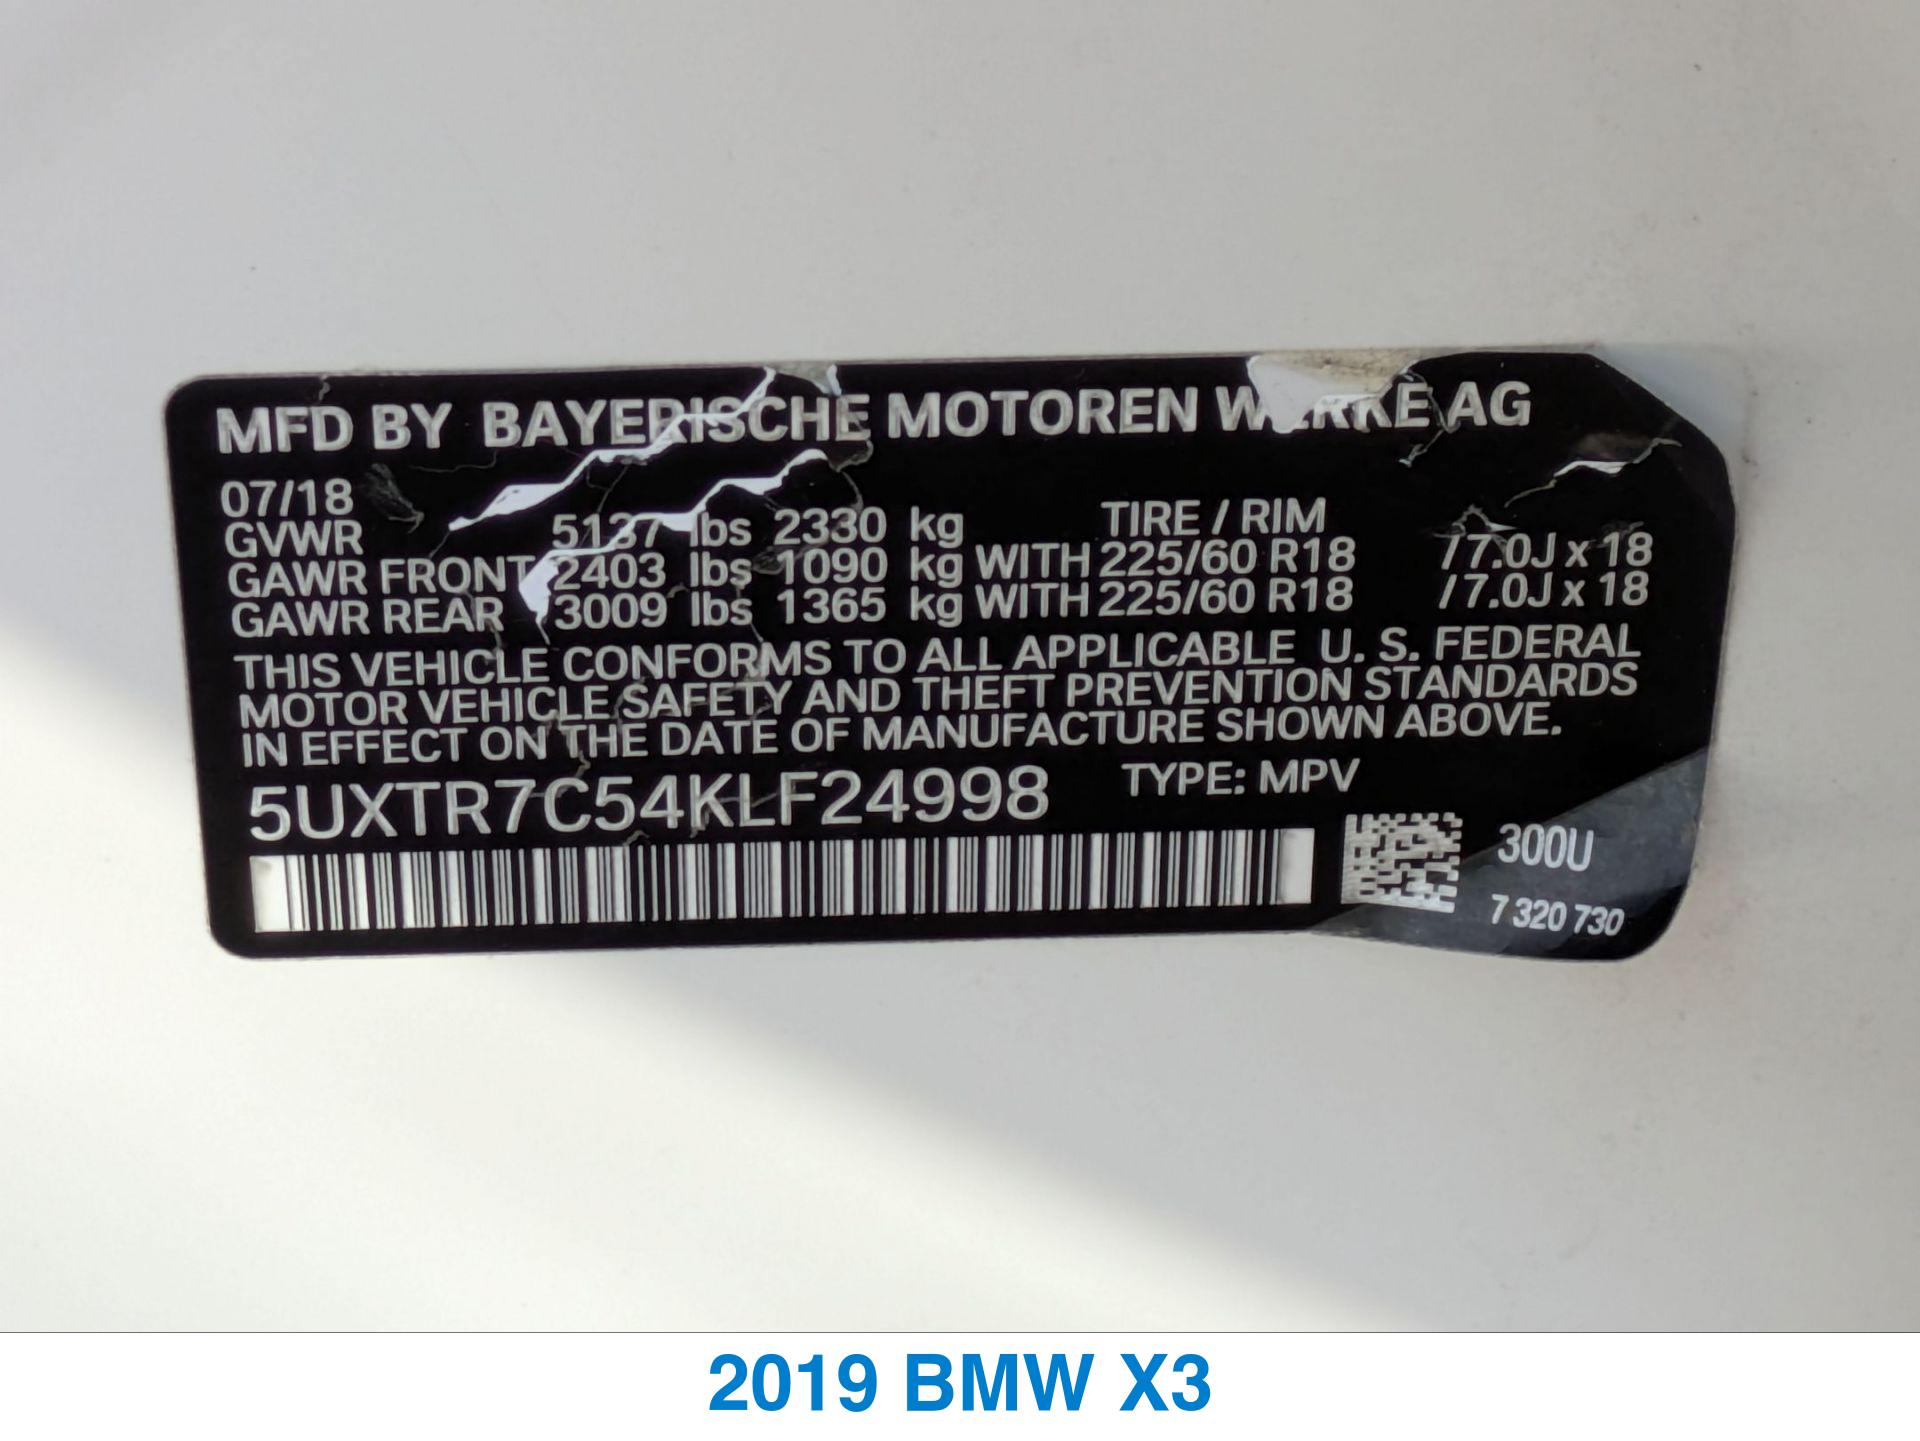 MFD BY BAYERISCHE MOTOREN WERKE AG
07/18
GVWR 5137 lbs 2330 kg TIRE / RIM
GAWR FRONT 2403 lbs 1090 kg WITH 225/60 R18 / 7.0J x 18
GAWR REAR 3009 lbs 1365 kg WITH 225/60 R18 / 7.0J x 18
THIS VEHICLE CONFORMS TO ALL APPLICABLE U. S. FEDERAL
MOTOR VEHICLE SAFETY AND THEFT PREVENTION STANDARDS
IN EFFECT ON THE DATE OF MANUFACTURE SHOWN ABOVE.
5UXTR7C54KLF24998 TYPE: MPV
300U
7 320 730
2019 BMW X3